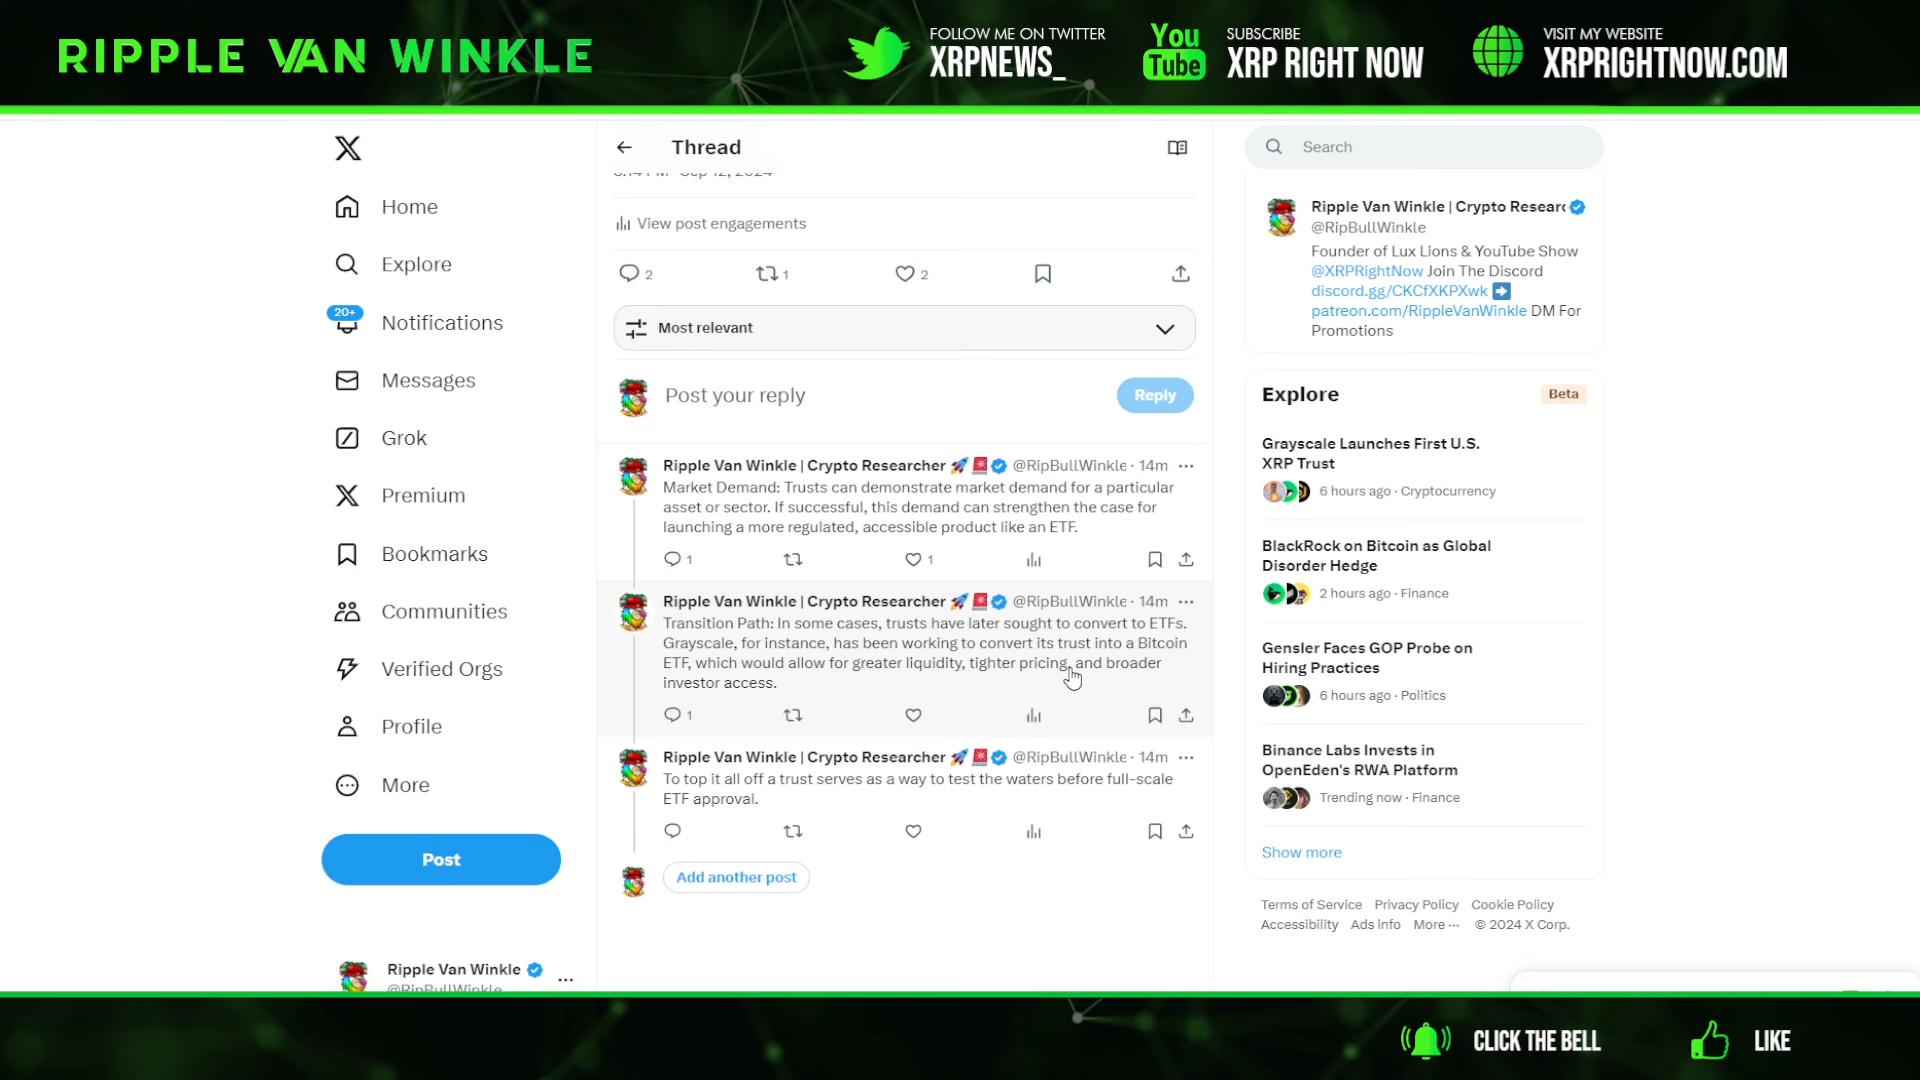 RIPPLE VAN WINKLE
FOLLOW ME ON TWITTER
XRPNEWS_
You
Tube
SUBSCRIBE
XRP RIGHT NOW
VISIT MY WEBSITE
XRPRIGHTNOW.COM
Home
Explore
20+
Notifications
Messages
Grok
Premium
Bookmarks
Communities
Verified Orgs
Profile
More
Post
Ripple Van Winkle
@RipBullWinkle
Thread
Sep 12, 2024
View post engagements
2
1
2
Most relevant
Post your reply
Reply
Ripple Van Winkle | Crypto Researcher 🚀🚨 @RipBullWinkle · 14m
Market Demand: Trusts can demonstrate market demand for a particular
asset or sector. If successful, this demand can strengthen the case for
launching a more regulated, accessible product like an ETF.
1
1
Ripple Van Winkle | Crypto Researcher 🚀🚨 @RipBullWinkle · 14m
Transition Path: In some cases, trusts have later sought to convert to ETFs.
Grayscale, for instance, has been working to convert its trust into a Bitcoin
ETF, which would allow for greater liquidity, tighter pricing, and broader
investor access.
1
Ripple Van Winkle | Crypto Researcher 🚀🚨 @RipBullWinkle · 14m
To top it all off a trust serves as a way to test the waters before full-scale
ETF approval.
Add another post
Search
Ripple Van Winkle | Crypto Researc
@RipBullWinkle
Founder of Lux Lions & YouTube Show
@XRPRightNow Join The Discord
discord.gg/CKCfXKPXwk ➡️
patreon.com/RippleVanWinkle DM For
Promotions
Explore
Beta
Grayscale Launches First U.S.
XRP Trust
6 hours ago · Cryptocurrency
BlackRock on Bitcoin as Global
Disorder Hedge
2 hours ago · Finance
Gensler Faces GOP Probe on
Hiring Practices
6 hours ago · Politics
Binance Labs Invests in
OpenEden's RWA Platform
Trending now · Finance
Show more
Terms of Service Privacy Policy Cookie Policy
Accessibility Ads info More ··· © 2024 X Corp.
CLICK THE BELL
LIKE